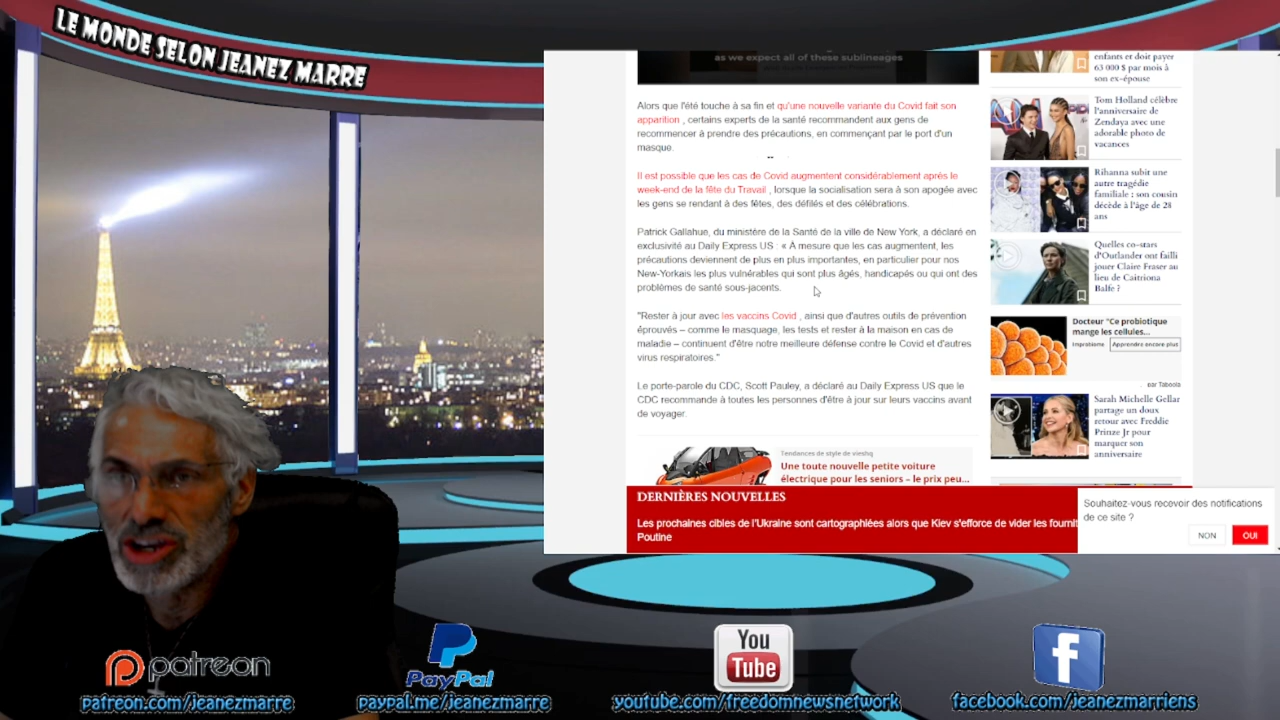 LE MONDE SELON JEANEZ MARRE
as we expect all of these sublineages
Alors que l'été touche à sa fin et qu'une nouvelle variante du Covid fait son
apparition , certains experts de la santé recommandent aux gens de
recommencer à prendre des précautions, en commençant par le port d'un
masque.
Il est possible que les cas de Covid augmentent considérablement après le
week-end de la fête du Travail , lorsque la socialisation sera à son apogée avec
les gens se rendant à des fêtes, des défilés et des célébrations.
Patrick Gallahue, du ministère de la Santé de la ville de New York, a déclaré en
exclusivité au Daily Express US : « À mesure que les cas augmentent, les
précautions deviennent de plus en plus importantes, en particulier pour nos
New-Yorkais les plus vulnérables qui sont plus âgés, handicapés ou qui ont des
problèmes de santé sous-jacents.
"Rester à jour avec les vaccins Covid , ainsi que d'autres outils de prévention
éprouvés – comme le masquage, les tests et rester à la maison en cas de
maladie – continuent d'être notre meilleure défense contre le Covid et d'autres
virus respiratoires."
Le porte-parole du CDC, Scott Pauley, a déclaré au Daily Express US que le
CDC recommande à toutes les personnes d'être à jour sur leurs vaccins avant
de voyager.
Tendances de style de vieshq
Une toute nouvelle petite voiture
électrique pour les seniors – le prix peu...
enfants et doit payer
63 000 $ par mois à
son ex-épouse
Tom Holland célèbre
l'anniversaire de
Zendaya avec une
adorable photo de
vacances
Rihanna subit une
autre tragédie
familiale : son cousin
décède à l'âge de 28
ans
Quelles co-stars
d'Outlander ont failli
jouer Claire Fraser au
lieu de Caitriona
Balfe ?
Docteur "Ce probiotique
mange les cellules...
Impratione
Apprendre encore plus
par Taboola
Sarah Michelle Gellar
partage un doux
retour avec Freddie
Prinze Jr pour
marquer son
anniversaire
DERNIÈRES NOUVELLES
Les prochaines cibles de l'Ukraine sont cartographiées alors que Kiev s'efforce de vider les fournit
Poutine
Souhaitez-vous recevoir des notifications
de ce site ?
NON
OUI
patreon
patreon.com/jeanezmarre
PayPal
paypal.me/jeanezmarre
You
Tube
youtube.com/freedomnewsnetwork
f
facebook.com/jeanezmarriens